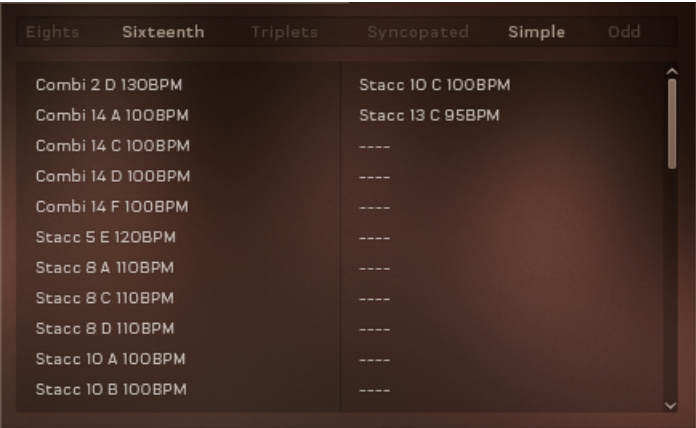 Eights Sixteenth Triplets Syncopated Simple Odd
Combi 2 D 130BPM
Combi 14 A 100BPM
Combi 14 C 100BPM
Combi 14 D 100BPM
Combi 14 F 100BPM
Stacc 5 E 120BPM
Stacc 8 A 110BPM
Stacc 8 C 110BPM
Stacc 8 D 110BPM
Stacc 10 A 100BPM
Stacc 10 B 100BPM
Stacc 10 C 100BPM
Stacc 13 C 95BPM
----
----
----
----
----
----
----
----
----